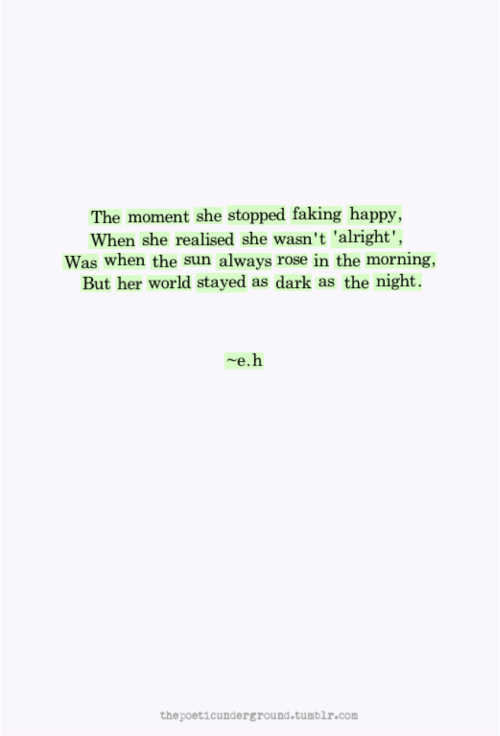 The moment she stopped faking happy,
When she realised she wasn't 'alright',
Was when the sun always rose in the morning,
But her world stayed as dark as the night.
~e.h
thepoeticunderground.tumblr.com